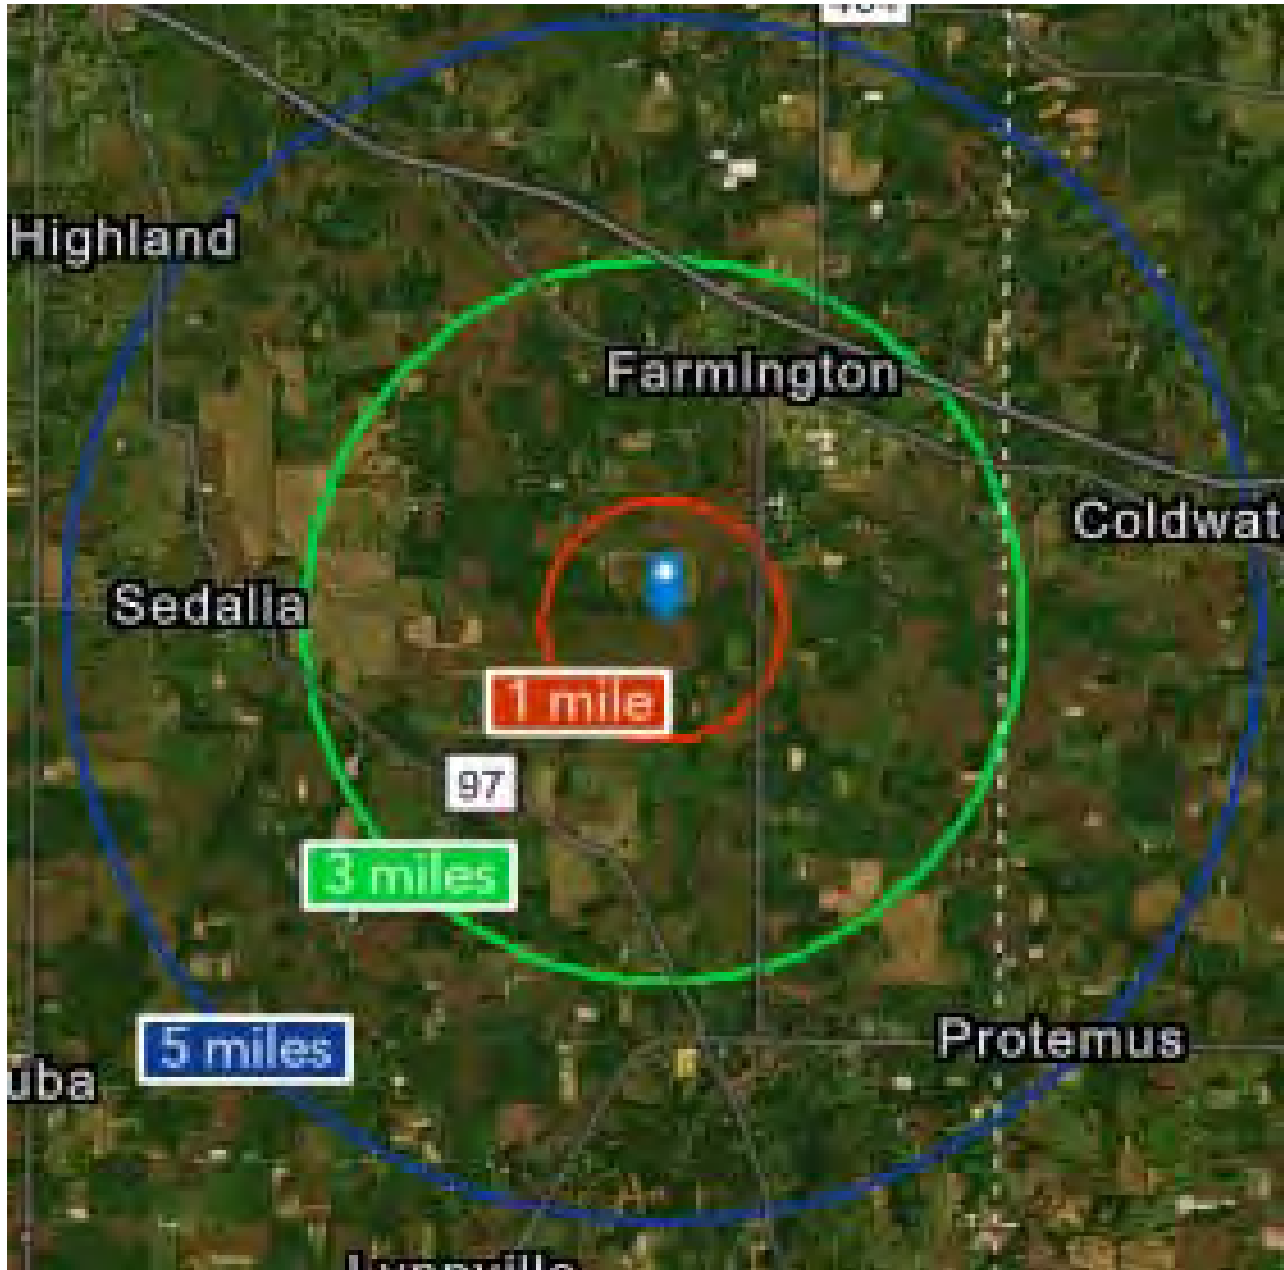 Highland
Farmington
Coldwat
Sedalia
1 mile
97
3 miles
5 miles
Protemus
uba